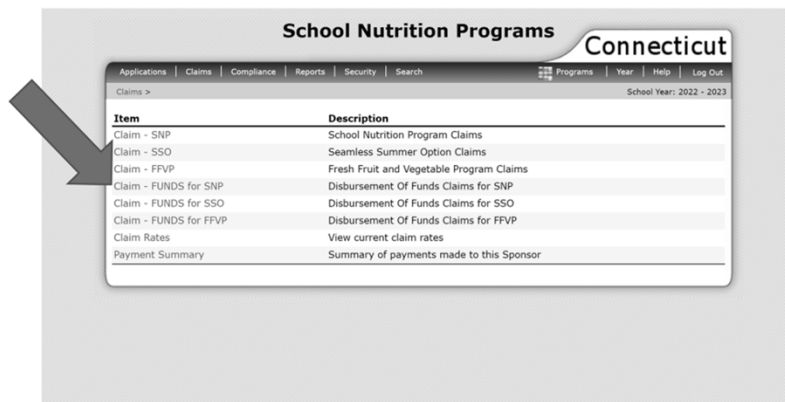 School Nutrition Programs
Connecticut
Applications | Claims | Compliance | Reports | Security | Search Programs | Year | Help | Log Out
Claims > School Year: 2022 - 2023
Item Description
Claim - SNP School Nutrition Program Claims
Claim - SSO Seamless Summer Option Claims
Claim - FFVP Fresh Fruit and Vegetable Program Claims
Claim - FUNDS for SNP Disbursement Of Funds Claims for SNP
Claim - FUNDS for SSO Disbursement Of Funds Claims for SSO
Claim - FUNDS for FFVP Disbursement Of Funds Claims for FFVP
Claim Rates View current claim rates
Payment Summary Summary of payments made to this Sponsor